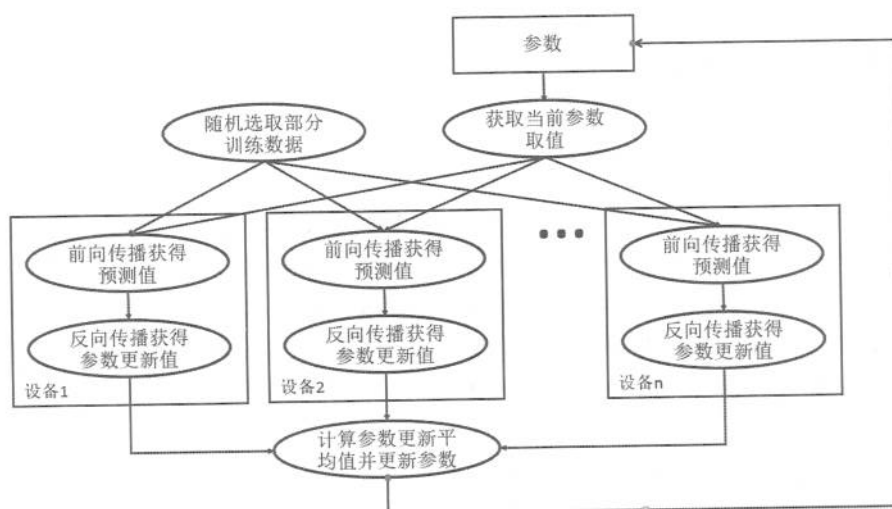 参数
随机选取部分
训练数据
获取当前参数
取值
前向传播获得
预测值
反向传播获得
参数更新值
设备1
前向传播获得
预测值
反向传播获得
参数更新值
设备2
前向传播获得
预测值
反向传播获得
参数更新值
设备n
计算参数更新平
均值并更新参数